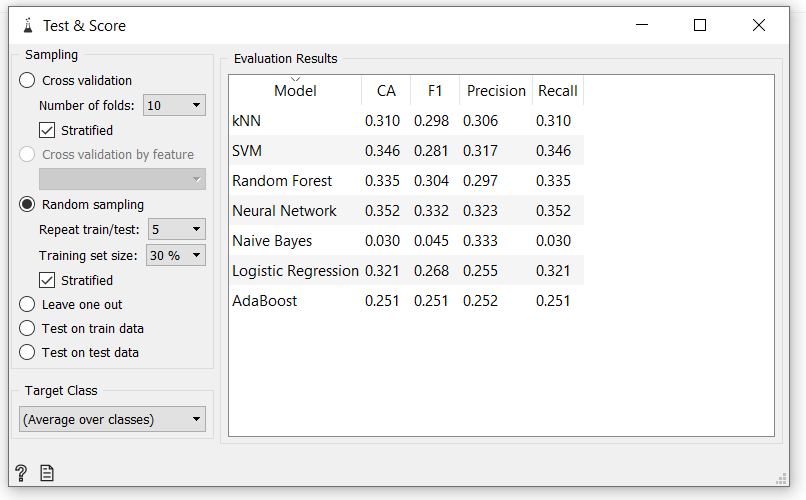 Test & Score
Sampling
Cross validation
Number of folds: 10
Stratified
Cross validation by feature
Random sampling
Repeat train/test: 5
Training set size: 30 %
Stratified
Leave one out
Test on train data
Test on test data
Target Class
(Average over classes)
Evaluation Results
Model CA F1 Precision Recall
kNN 0.310 0.298 0.306 0.310
SVM 0.346 0.281 0.317 0.346
Random Forest 0.335 0.304 0.297 0.335
Neural Network 0.352 0.332 0.323 0.352
Naive Bayes 0.030 0.045 0.333 0.030
Logistic Regression 0.321 0.268 0.255 0.321
AdaBoost 0.251 0.251 0.252 0.251
?